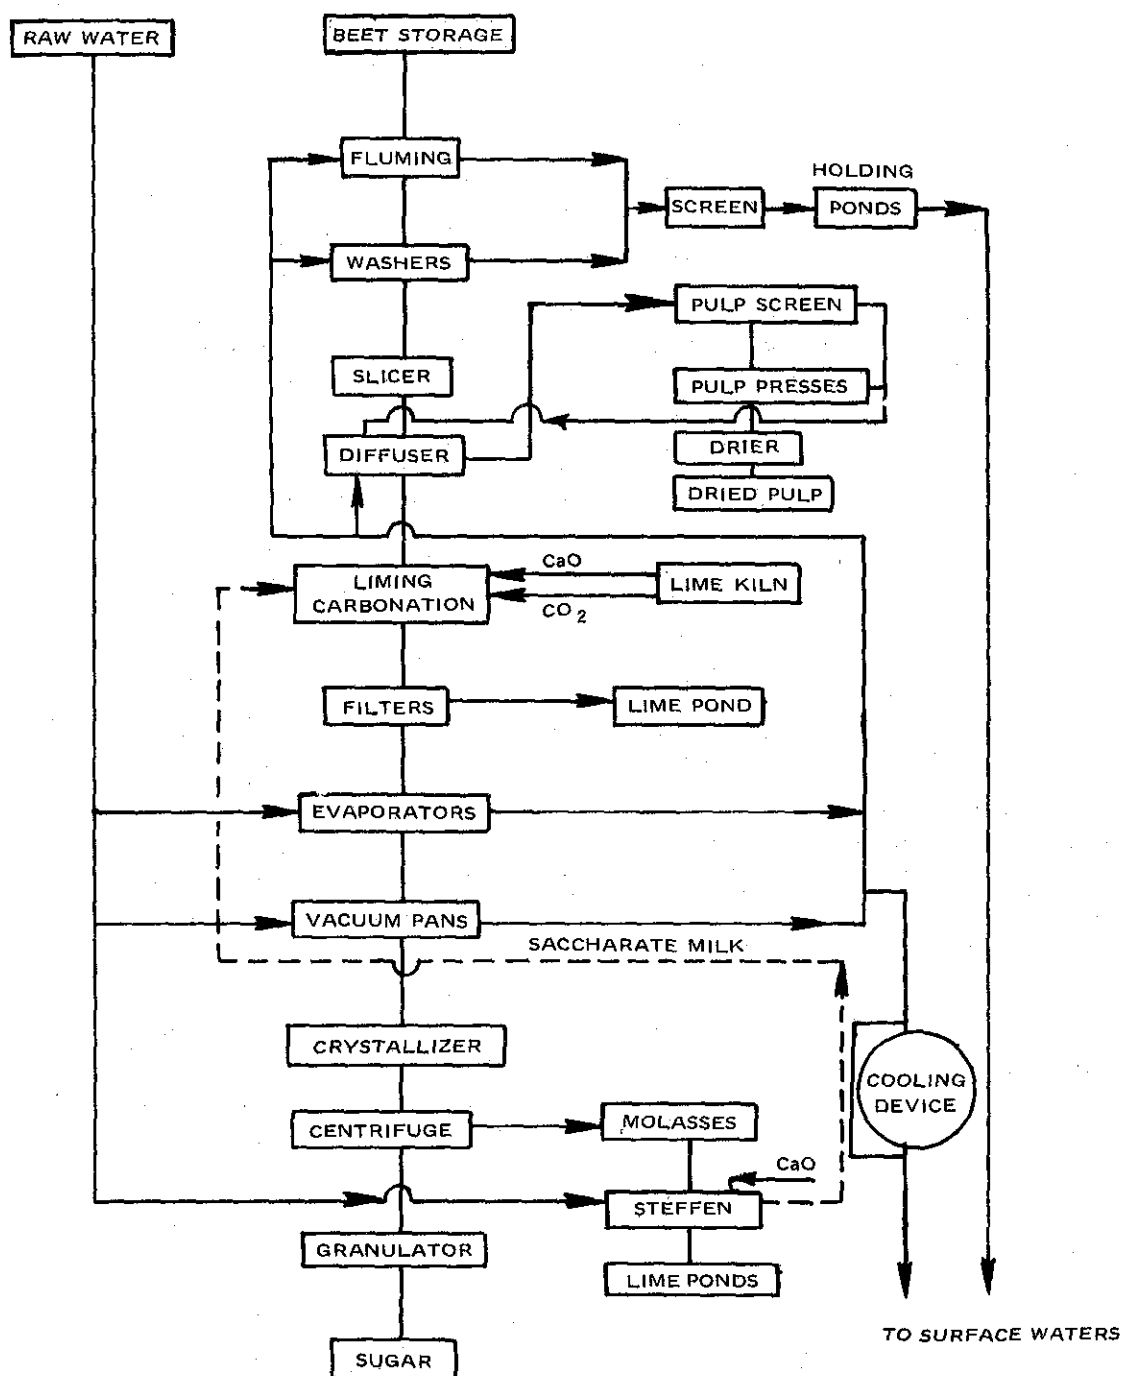 RAW WATER
BEET STORAGE
FLUMING
HOLDING
SCREEN
PONDS
WASHERS
PULP SCREEN
SLICER
PULP PRESSES
DIFFUSER
DRIER
DRIED PULP
LIMING
CARBONATION
CaO
CO2
LIME KILN
FILTERS
LIME POND
EVAPORATORS
VACUUM PANS
SACCHARATE MILK
CRYSTALLIZER
COOLING
DEVICE
CENTRIFUGE
MOLASSES
CaO
STEFFEN
GRANULATOR
LIME PONDS
TO SURFACE WATERS
SUGAR